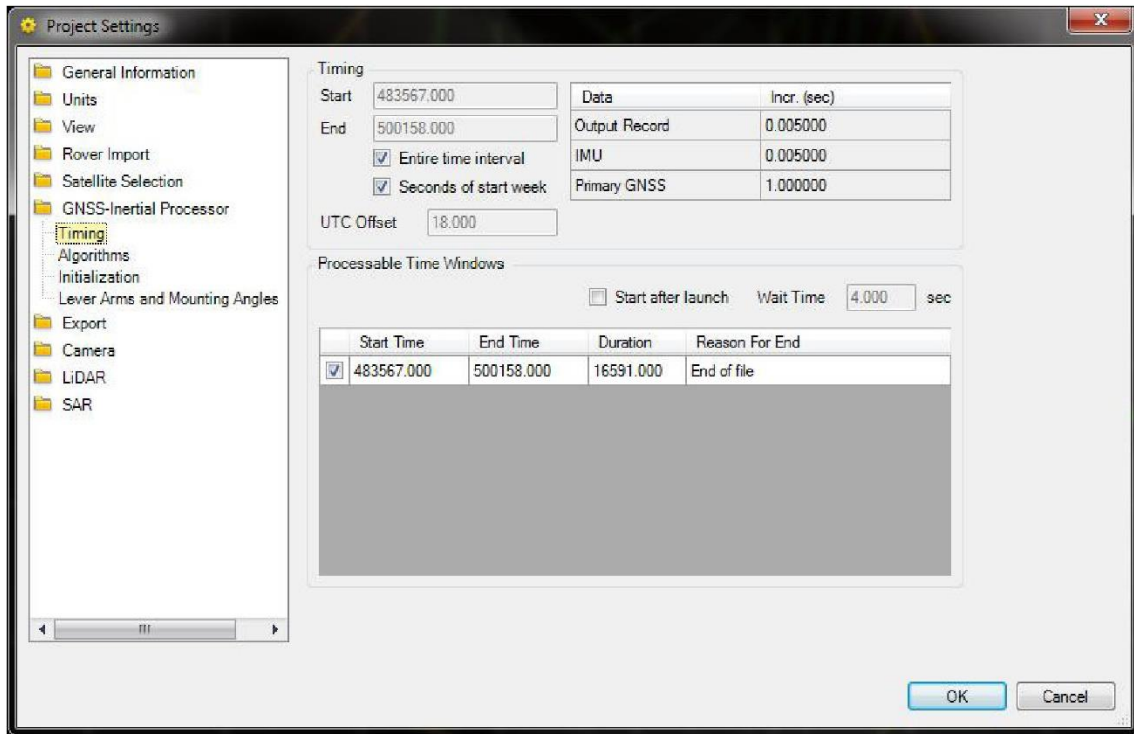 Project Settings
General Information
Units
View
Rover Import
Satellite Selection
GNSS-Inertial Processor
Timing
Algorithms
Initialization
Lever Arms and Mounting Angles
Export
Camera
LiDAR
SAR
Timing
Start 483567.000
End 500158.000
Entire time interval
Seconds of start week
UTC Offset 18.000
Data Incr. (sec)
Output Record 0.005000
IMU 0.005000
Primary GNSS 1.000000
Processable Time Windows
Start after launch Wait Time 4.000 sec
Start Time End Time Duration Reason For End
483567.000 500158.000 16591.000 End of file
OK Cancel